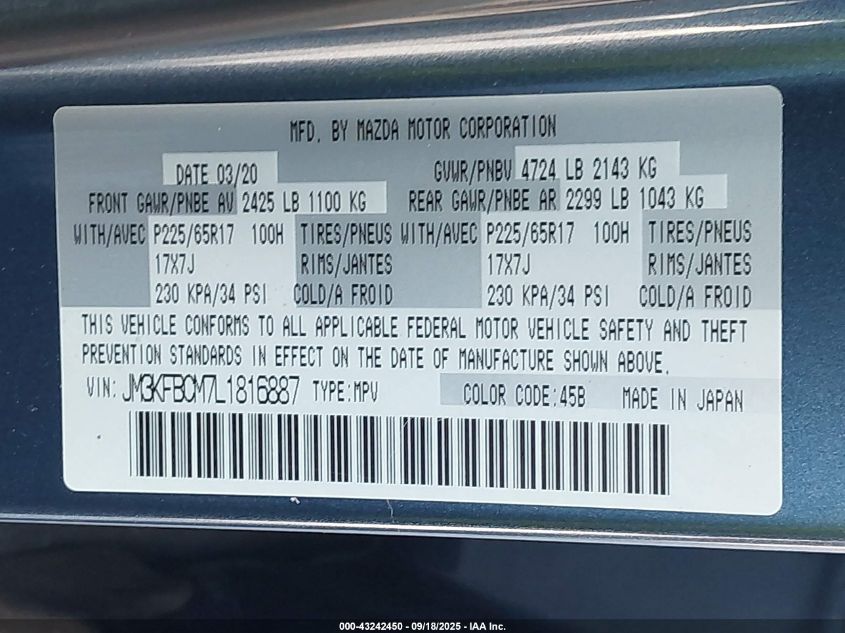 MFD. BY MAZDA MOTOR CORPORATION
DATE 03/20 GVWR/PNBV 4724 LB 2143 KG
FRONT GAWR/PNBE AV 2425 LB 1100 KG REAR GAWR/PNBE AR 2299 LB 1043 KG
WITH/AVEC P225/65R17 100H TIRES/PNEUS WITH/AVEC P225/65R17 100H TIRES/PNEUS
17X7J RIMS/JANTES 17X7J RIMS/JANTES
230 KPA/34 PSI COLD/A FROID 230 KPA/34 PSI COLD/A FROID
THIS VEHICLE CONFORMS TO ALL APPLICABLE FEDERAL MOTOR VEHICLE SAFETY AND THEFT
PREVENTION STANDARDS IN EFFECT ON THE DATE OF MANUFACTURE SHOWN ABOVE.
VIN: JM3KFBCM7L1816887 TYPE:MPV COLOR CODE:45B MADE IN JAPAN
000-43242450 - 09/18/2025 - IAA Inc.